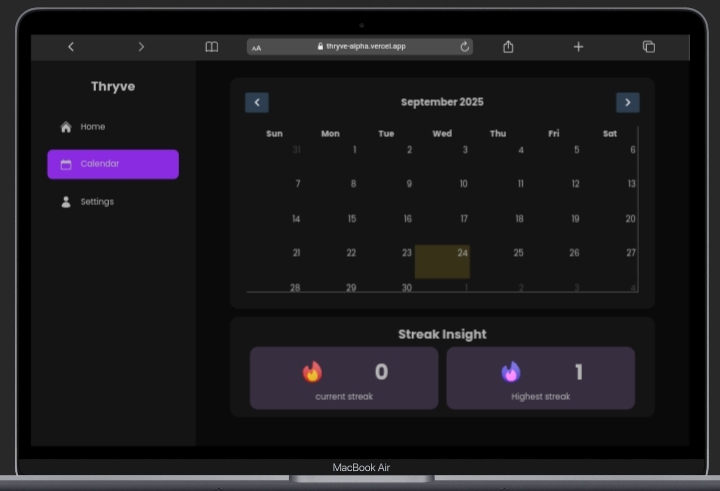 AA thryve-alpha.vercel.app
Thryve
Home
Calendar
Settings
September 2025
Sun Mon Tue Wed Thu Fri Sat
31 1 2 3 4 5 6
7 8 9 10 11 12 13
14 15 16 17 18 19 20
21 22 23 24 25 26 27
28 29 30 1 2 3 4
Streak Insight
0 1
current streak Highest streak
MacBook Air